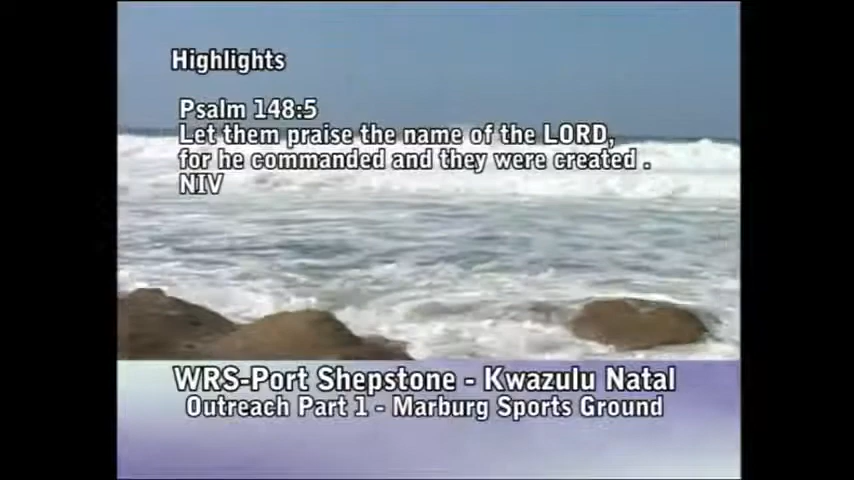 Highlights
Psalm 148:5
Let them praise the name of the LORD,
for he commanded and they were created .
NIV
WRS-Port Shepstone - Kwazulu Natal
Outreach Part 1 - Marburg Sports Ground